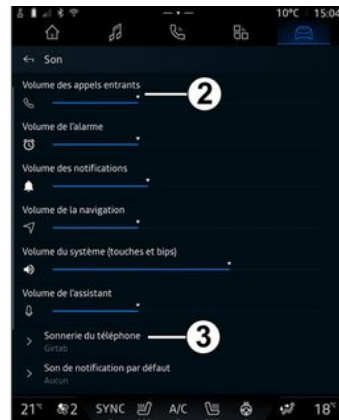 10°C 15:04
Son
Volume des appels entrants
2
Volume de l'alarme
Volume des notifications
Volume de la navigation
Volume du système (touches et bips)
Volume de l'assistant
Sonnerie du téléphone
3
Girtab
Son de notification par défaut
Aucun
21° 2 SYNC A/C 18°